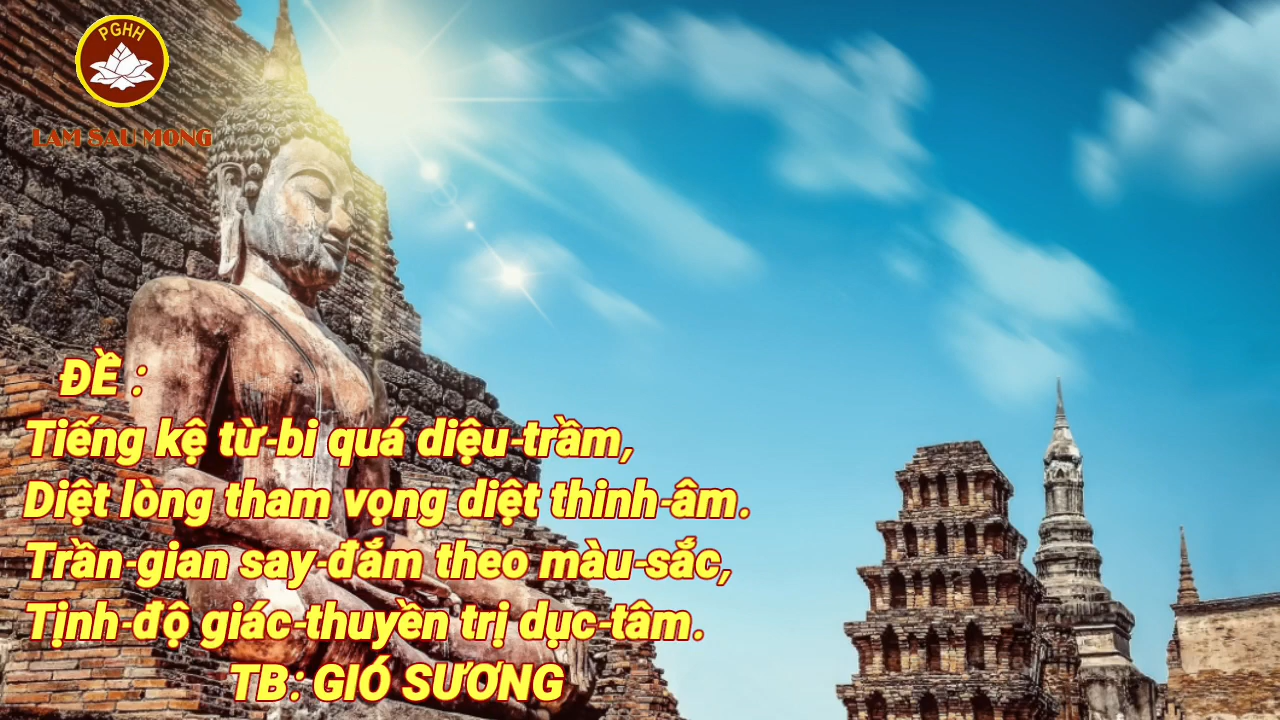 PGHH
LAM SAU MONG
ĐỀ :
Tiếng kệ từ-bi quá diệu-trầm,
Diệt lòng tham vọng diệt thinh-âm.
Trần-gian say-đắm theo màu-sắc,
Tịnh-độ giác-thuyền trị dục-tâm.
TB: GIÓ SƯƠNG